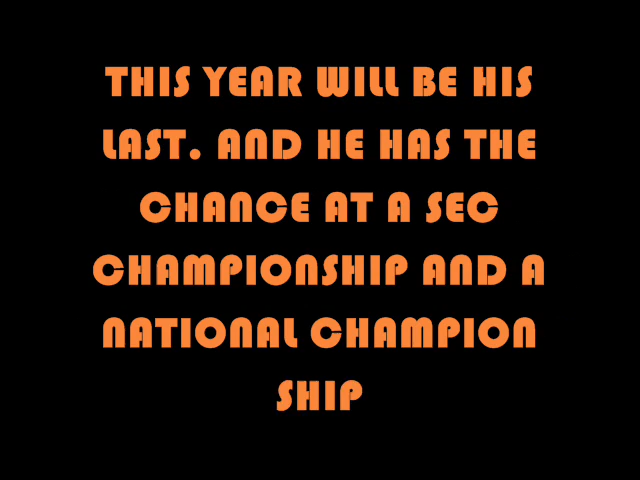 THIS YEAR WILL BE HIS
LAST. AND HE HAS THE
CHANCE AT A SEC
CHAMPIONSHIP AND A
NATIONAL CHAMPION
SHIP